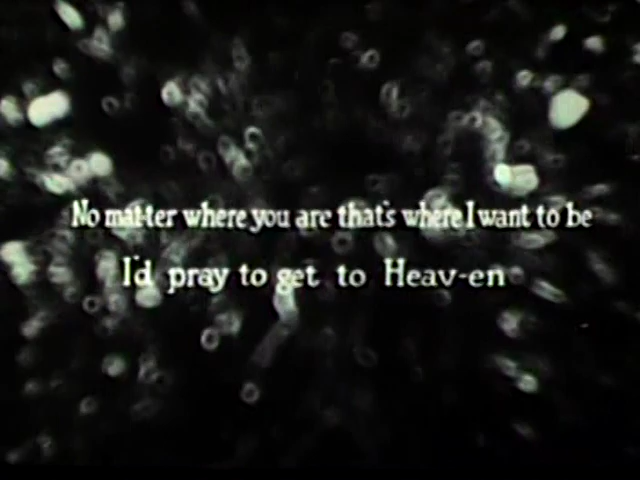 No mat-ter where you are that's where I want to be
I'd pray to get to Heav-en